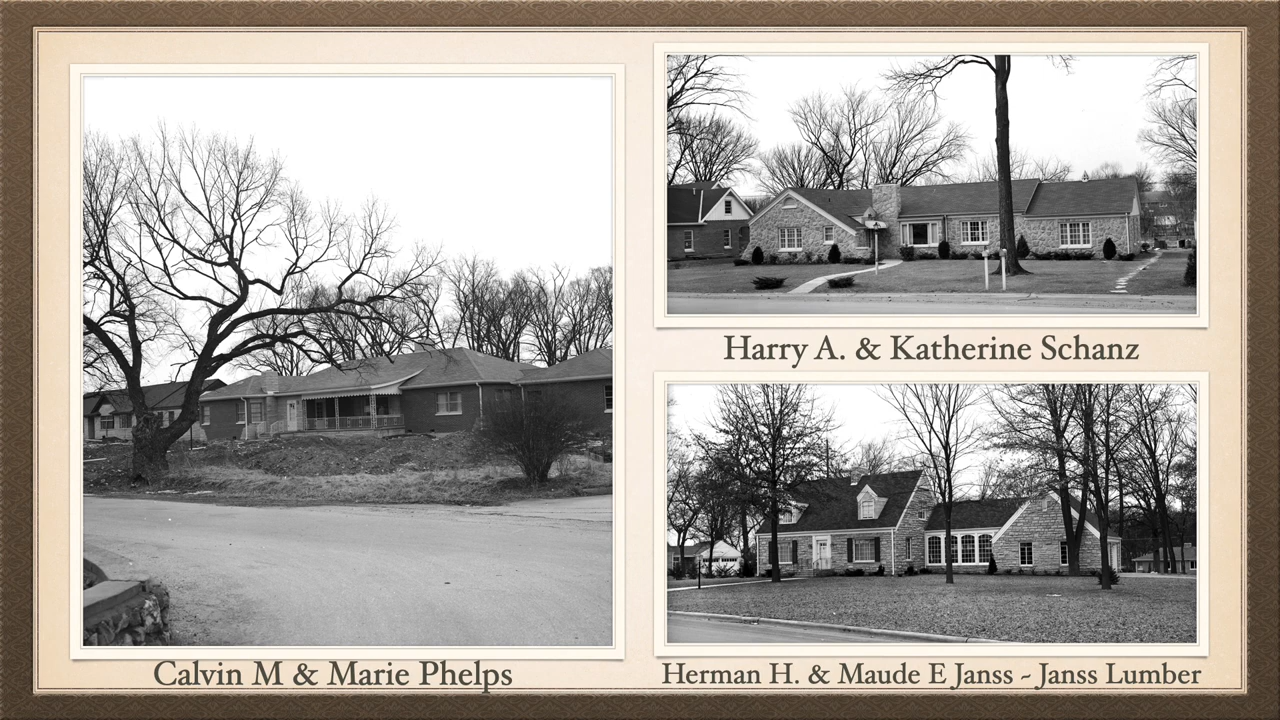 Calvin M & Marie Phelps
Harry A. & Katherine Schanz
Herman H. & Maude E Janss - Janss Lumber